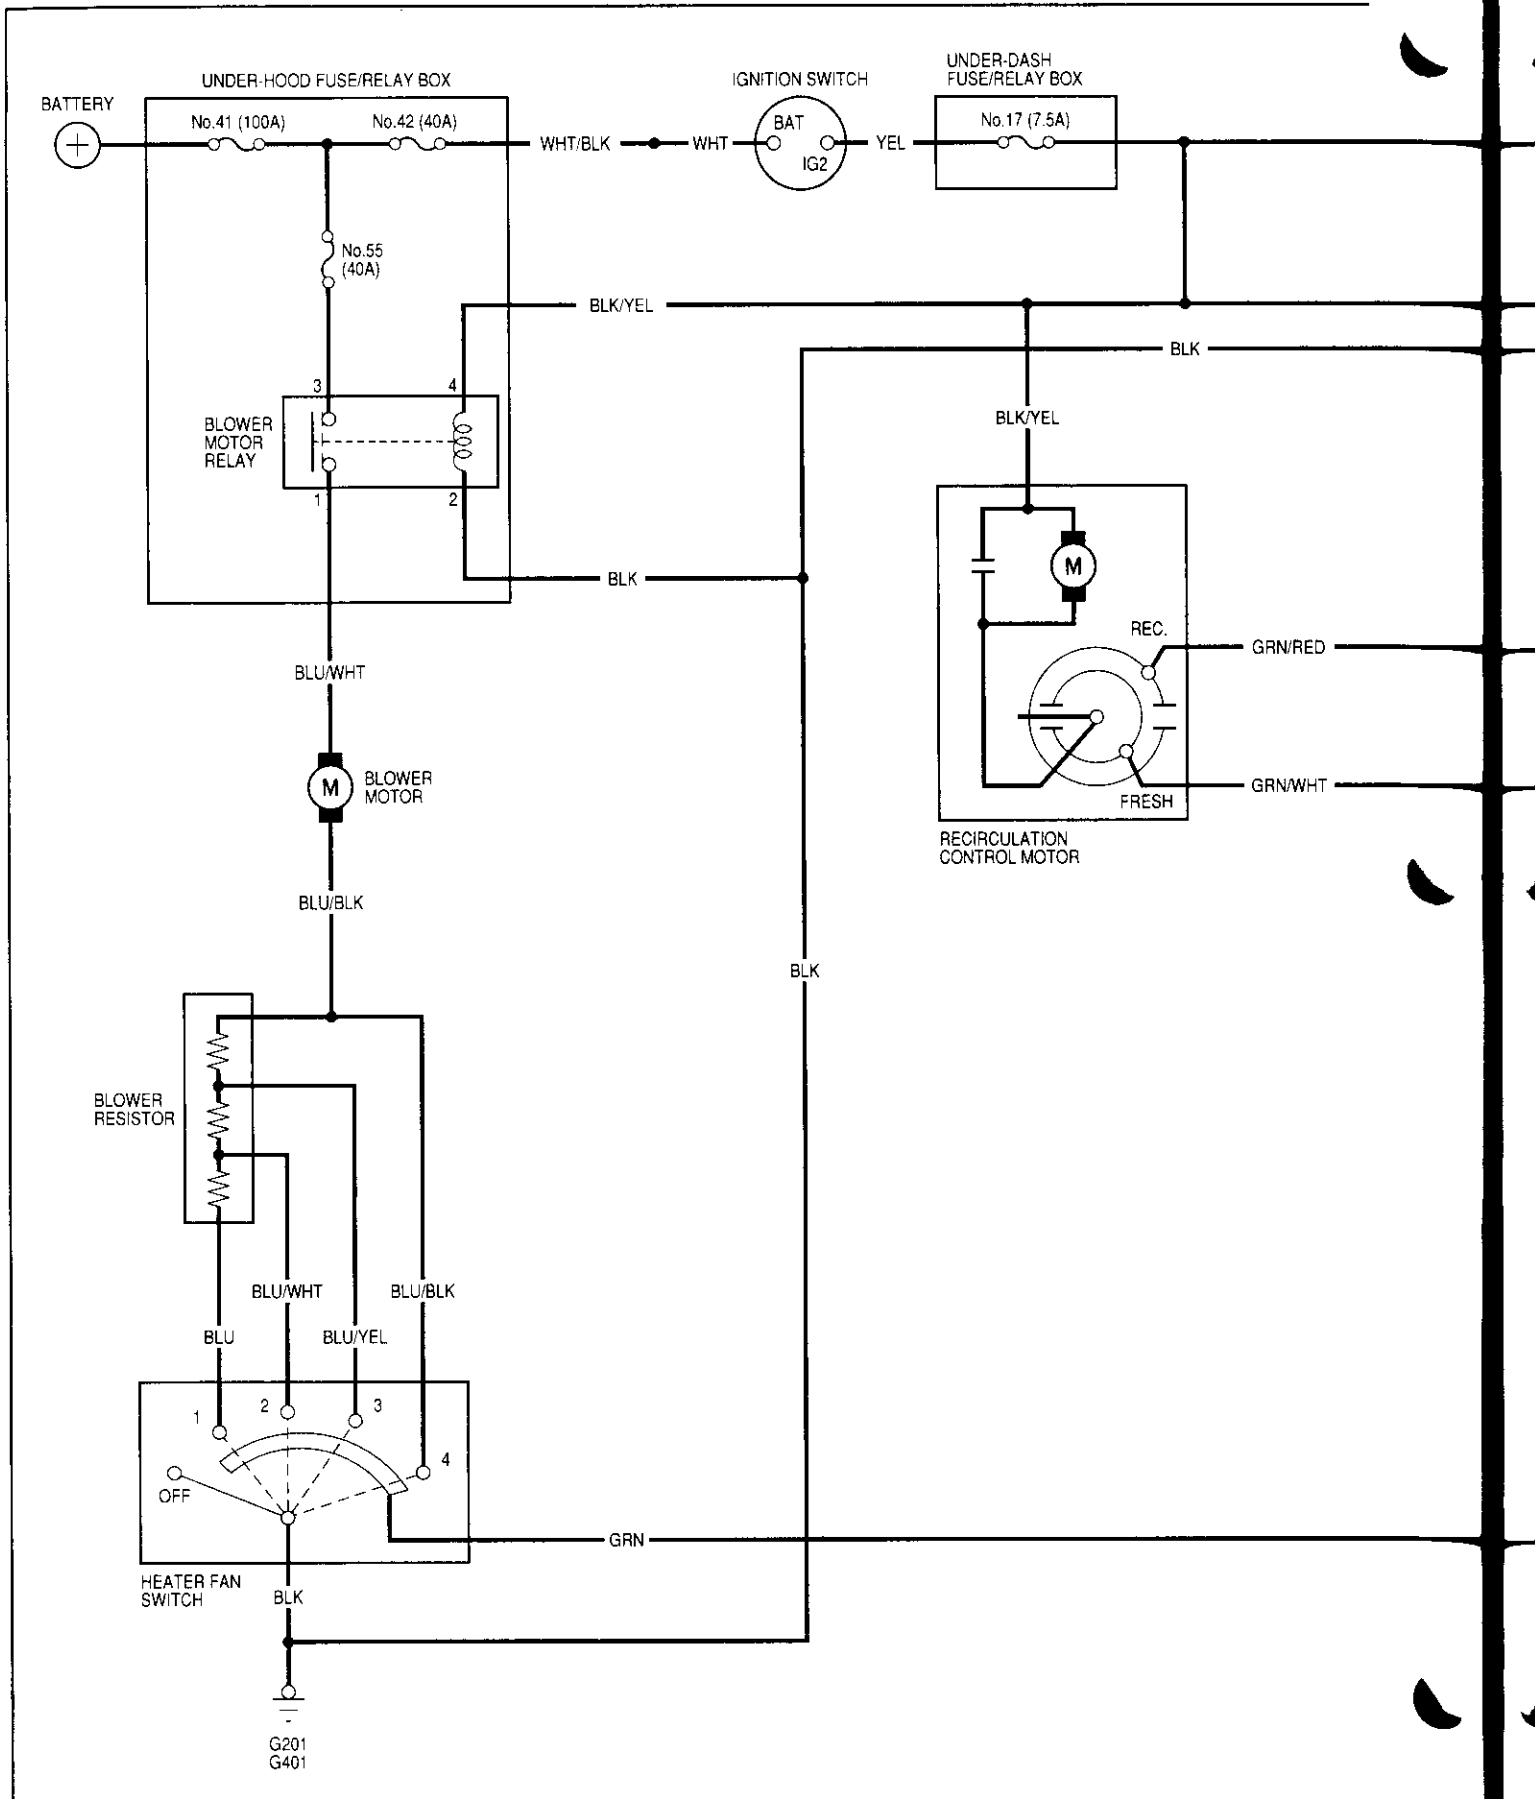 UNDER-DASH
FUSE/RELAY BOX
UNDER-HOOD FUSE/RELAY BOX
IGNITION SWITCH
BATTERY
No.41 (100A)
No.42 (40A)
BAT
No.17 (7.5A)
WHT/BLK
WHT
YEL
IG2
No.55
(40A)
BLK/YEL
BLK
3
4
BLOWER
MOTOR
RELAY
BLK/YEL
1
2
BLK
M
REC.
GRN/RED
BLU/WHT
M
BLOWER
MOTOR
GRN/WHT
FRESH
RECIRCULATION
CONTROL MOTOR
BLU/BLK
BLK
BLOWER
RESISTOR
BLU/WHT
BLU/BLK
BLU
BLU/YEL
1
2
3
4
OFF
GRN
HEATER FAN
SWITCH
BLK
G201
G401